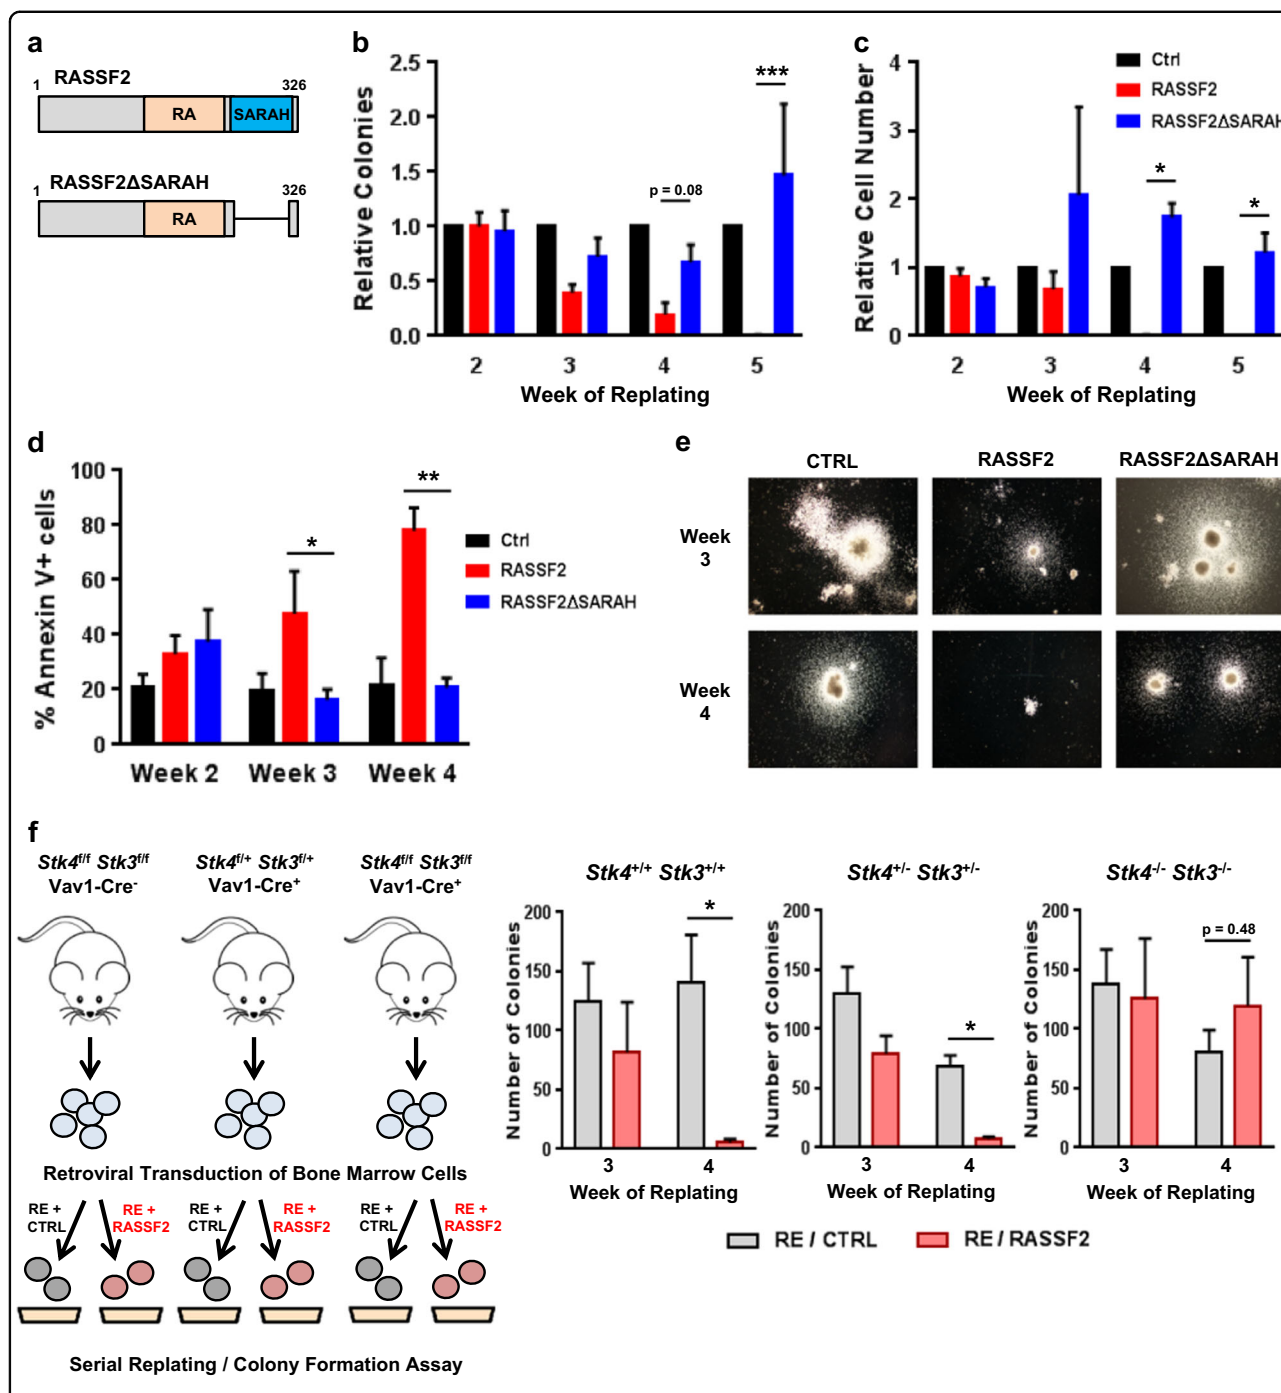 a
RASSF2
1
326
RA
SARAH
RASSF2ΔSARAH
1
326
RA
b
Relative Colonies
2.5
2.0
1.5
1.0
0.5
0.0
p = 0.08
***
2
3
4
5
Week of Replating
c
Relative Cell Number
4
3
2
1
0
Ctrl
RASSF2
RASSF2ΔSARAH
*
*
2
3
4
5
Week of Replating
d
% Annexin V+ cells
100
80
60
40
20
0
*
**
Ctrl
RASSF2
RASSF2ΔSARAH
Week 2
Week 3
Week 4
e
CTRL
RASSF2
RASSF2ΔSARAH
Week
3
Week
4
f
Stk4f/f Stk3f/f
Vav1-Cre-
Stk4f/+ Stk3f/+
Vav1-Cre+
Stk4f/f Stk3f/f
Vav1-Cre+
Retroviral Transduction of Bone Marrow Cells
RE +
CTRL
RE +
RASSF2
RE +
CTRL
RE +
RASSF2
RE +
CTRL
RE +
RASSF2
Serial Replating / Colony Formation Assay
Stk4+/+ Stk3+/+
Number of Colonies
200
150
100
50
0
*
3
4
Week of Replating
Stk4+/- Stk3+/-
Number of Colonies
200
150
100
50
0
*
3
4
Week of Replating
Stk4-/- Stk3-/-
Number of Colonies
200
150
100
50
0
p = 0.48
3
4
Week of Replating
RE / CTRL
RE / RASSF2